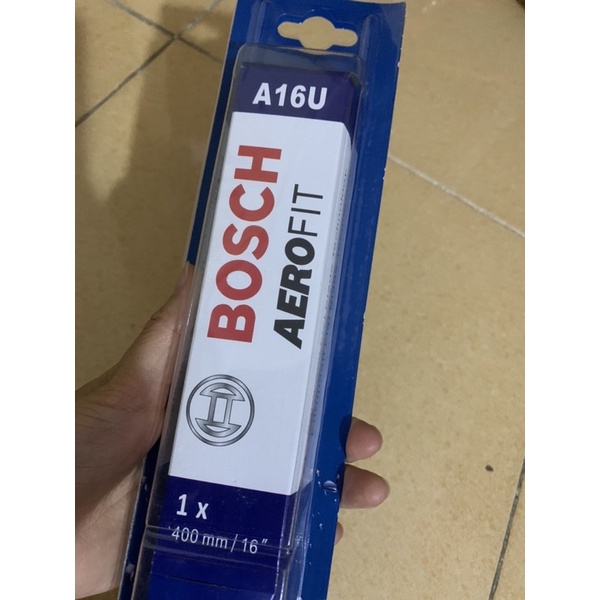 A16U
BOSCH
AEROFIT
1 x
400 mm / 16"